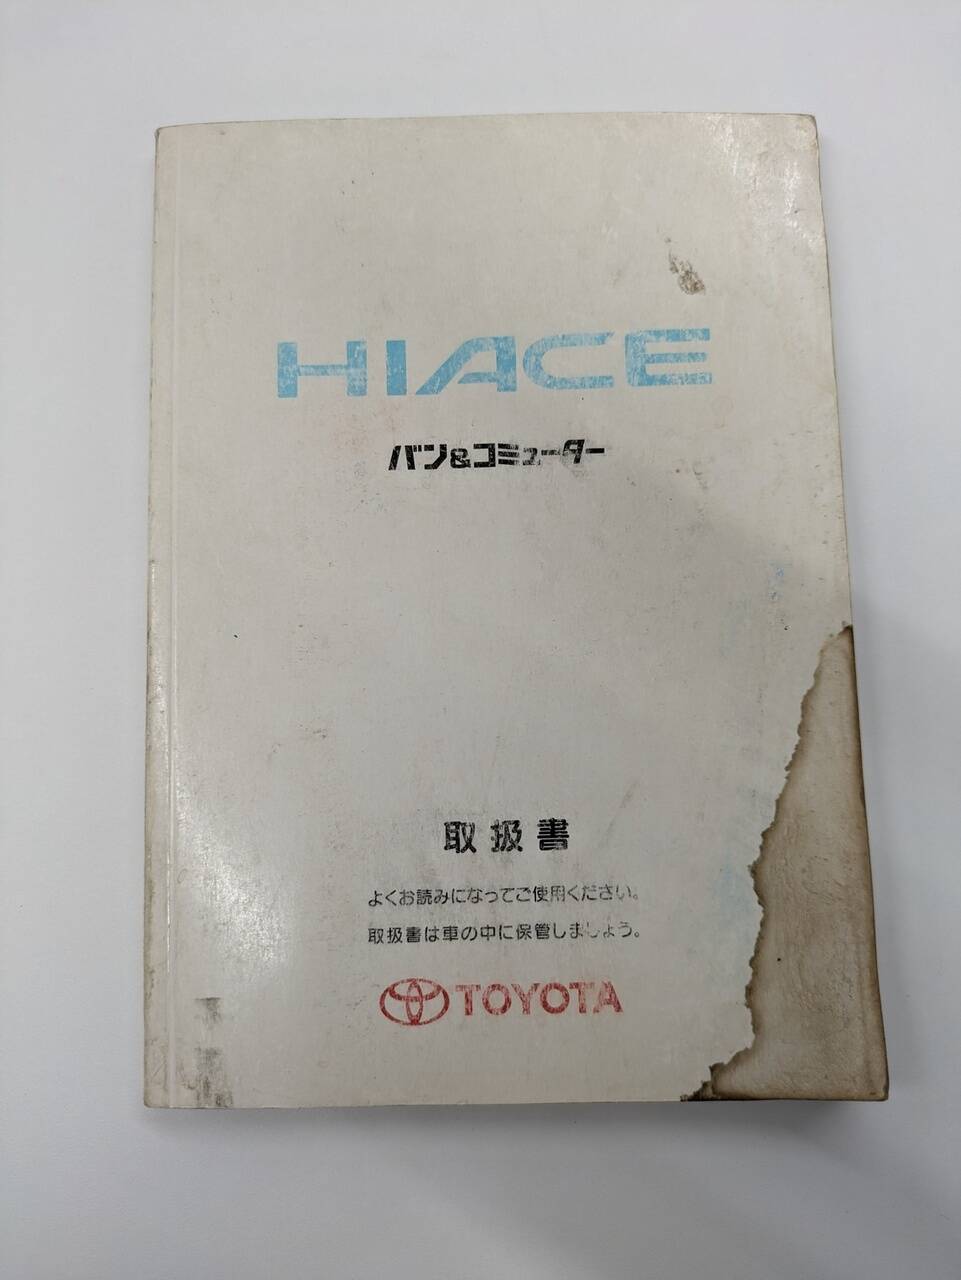 HIACE
バン&コミューター
取扱書
よくお読みになってご使用ください。
取扱書は車の中に保管しましょう。
TOYOTA